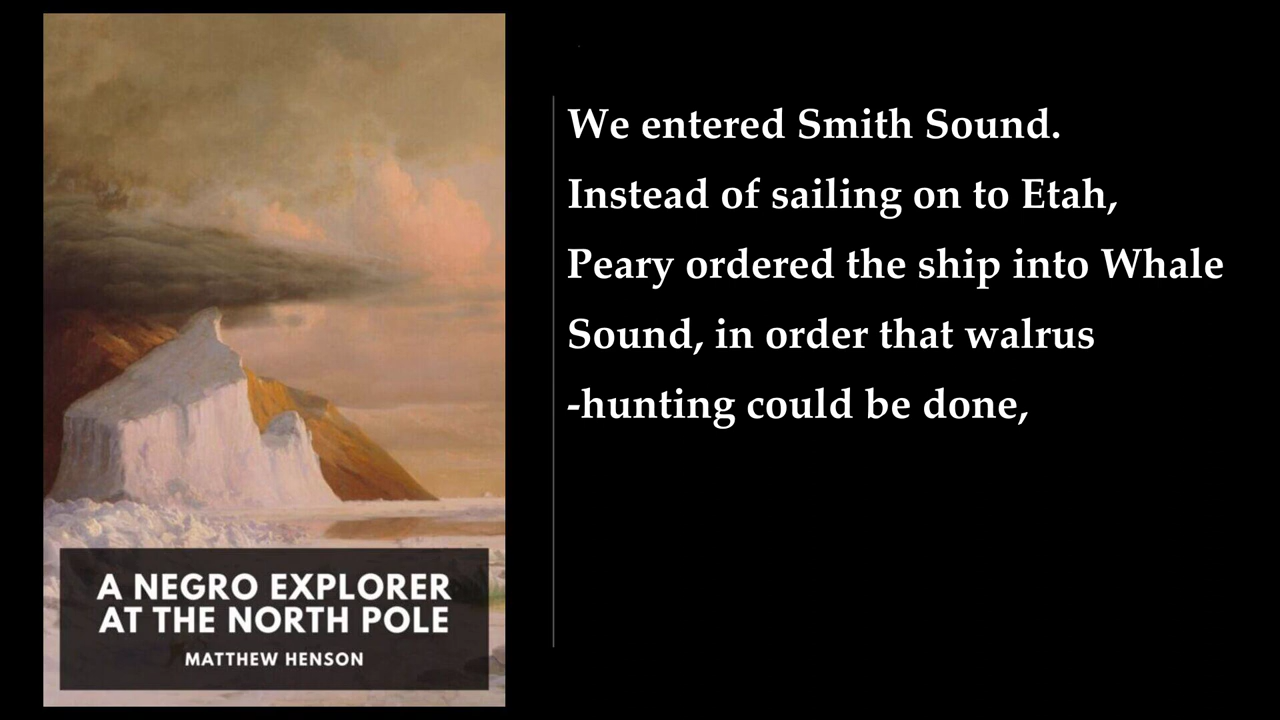 We entered Smith Sound.
Instead of sailing on to Etah,
Peary ordered the ship into Whale
Sound, in order that walrus
-hunting could be done,
A NEGRO EXPLORER
AT THE NORTH POLE
MATTHEW HENSON